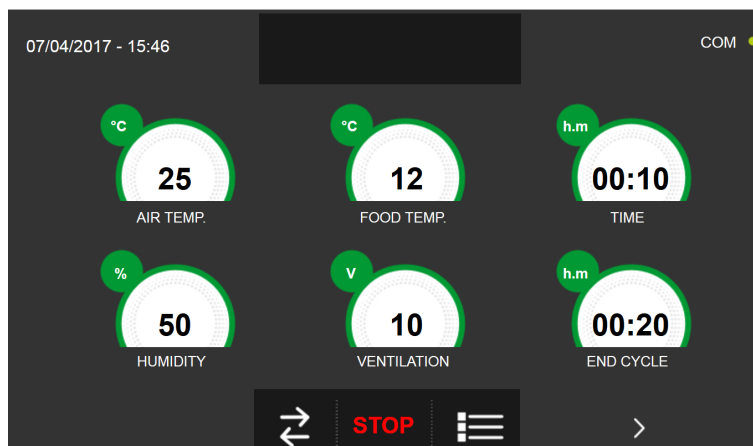 07/04/2017 - 15:46
COM
°C
25
AIR TEMP.
°C
12
FOOD TEMP.
h.m
00:10
TIME
%
50
HUMIDITY
V
10
VENTILATION
h.m
00:20
END CYCLE
STOP